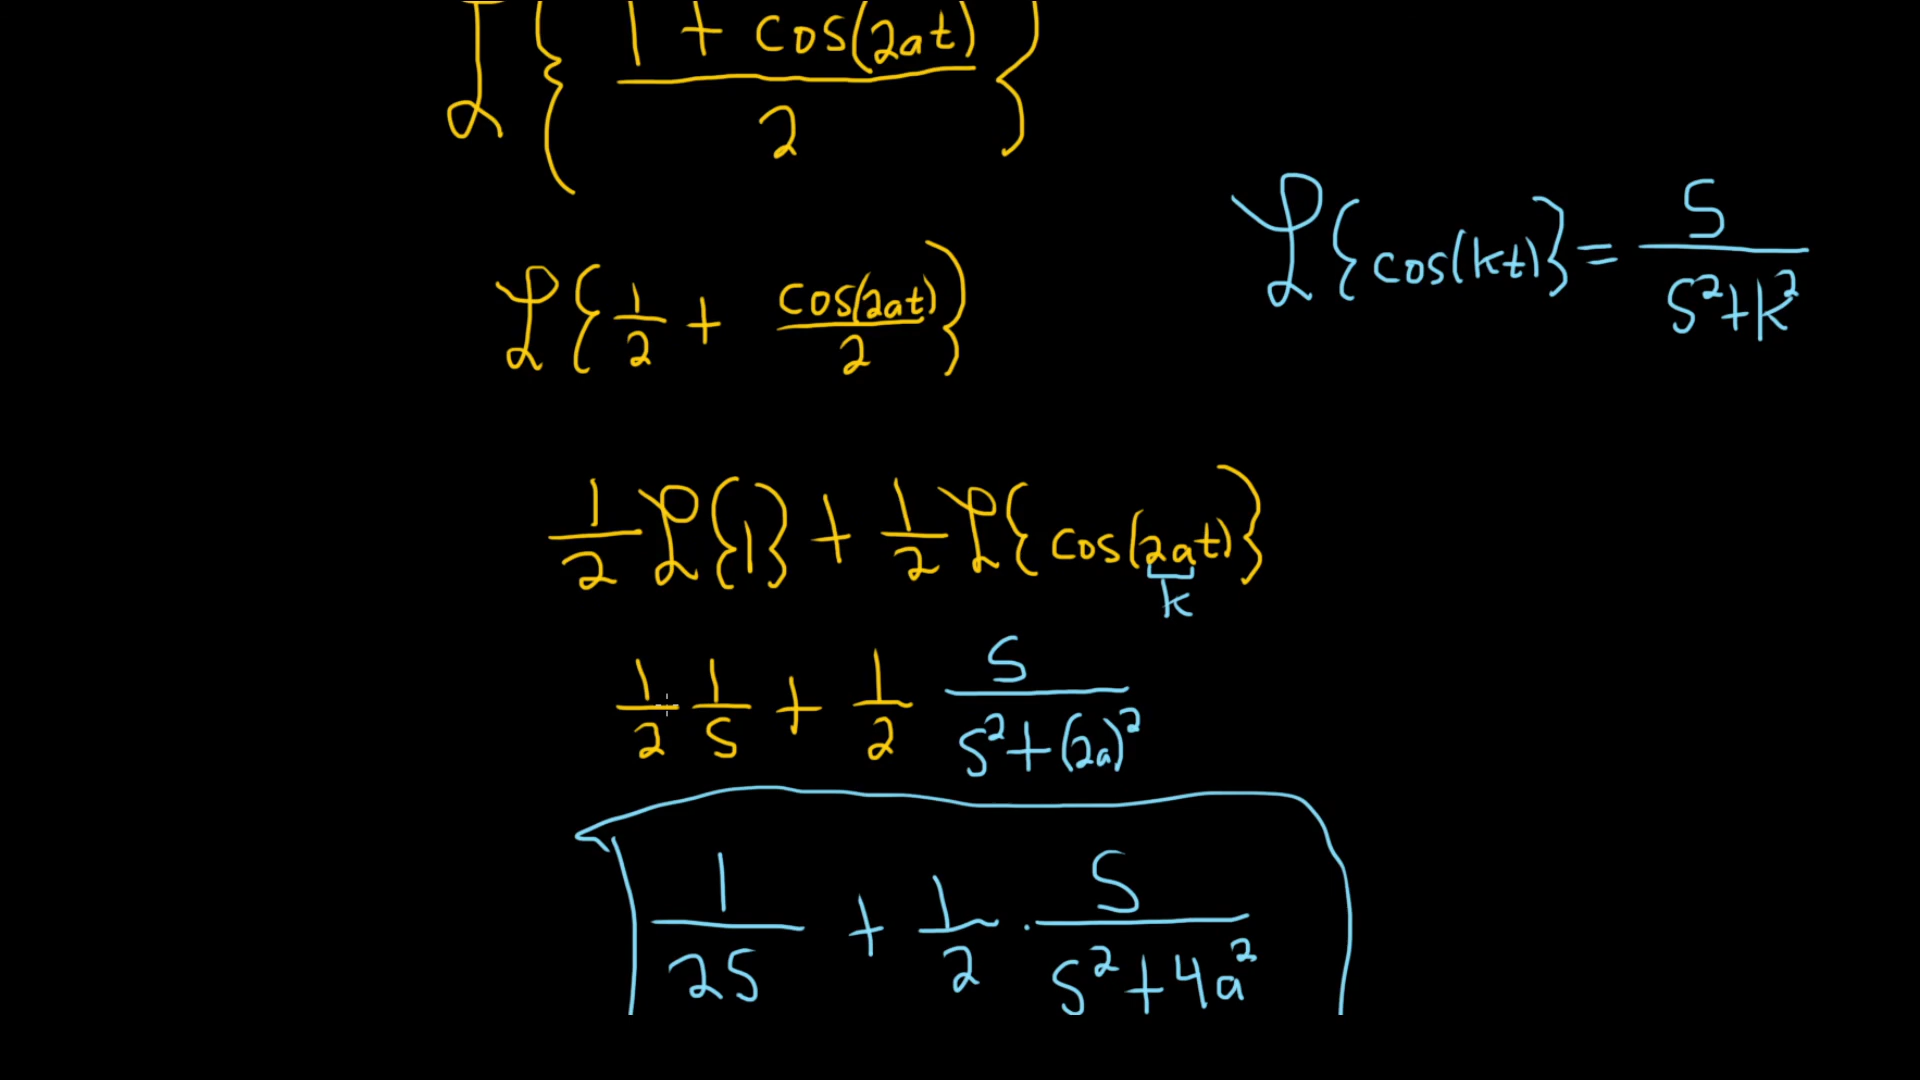 ℒ{ (1 + cos(2at)) / 2 }
ℒ{cos(kt)} = s / (s² + k²)
ℒ{ 1/2 + cos(2at)/2 }
1/2 ℒ{1} + 1/2 ℒ{cos(2at)}
k
1/2 1/s + 1/2 s / (s² + (2a)²)
1/(2s) + 1/2 · s / (s² + 4a²)